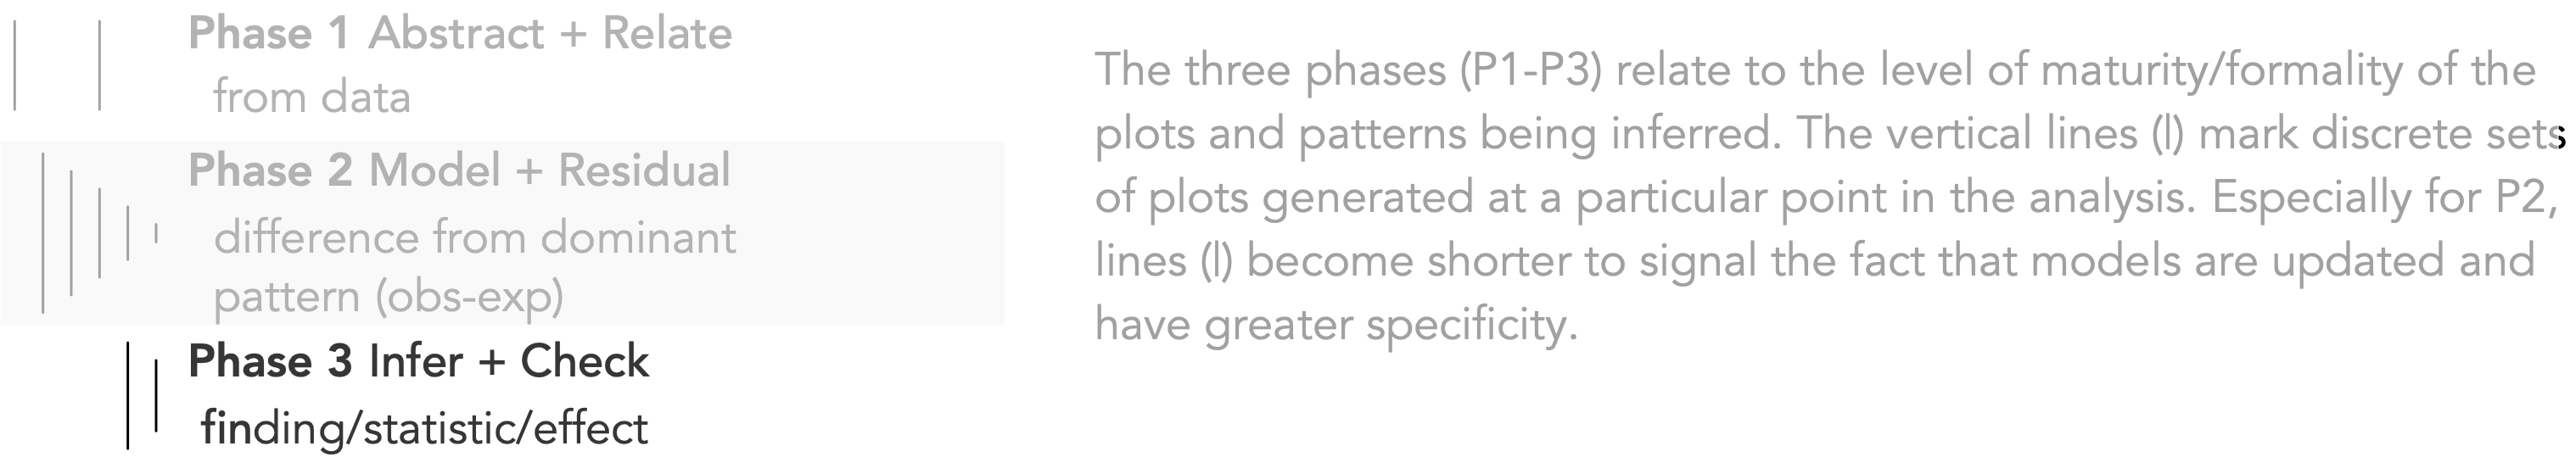 Phase 1 Abstract + Relate
from data
Phase 2 Model + Residual
difference from dominant
pattern (obs-exp)
Phase 3 Infer + Check
finding/statistic/effect
The three phases (P1-P3) relate to the level of maturity/formality of the
plots and patterns being inferred. The vertical lines (|) mark discrete sets
of plots generated at a particular point in the analysis. Especially for P2,
lines (|) become shorter to signal the fact that models are updated and
have greater specificity.